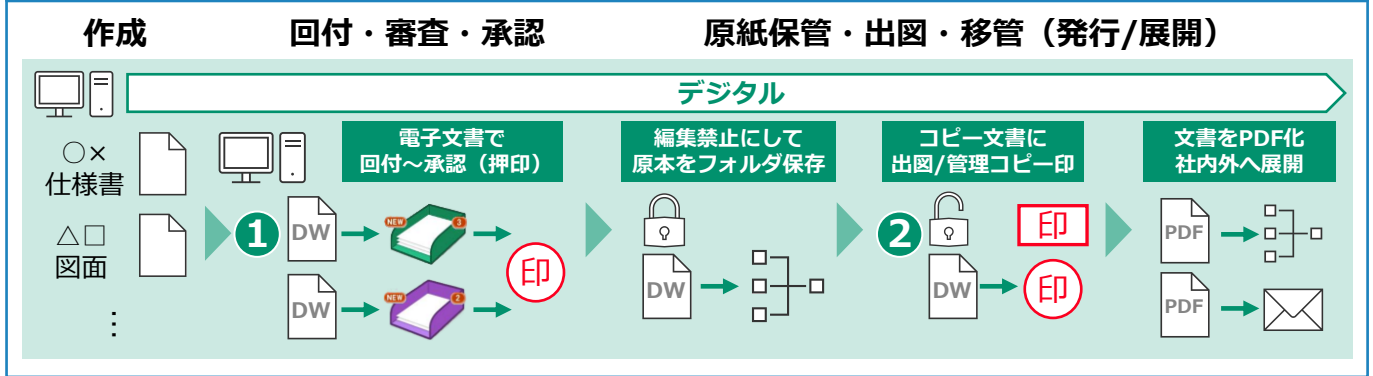 作成
回付・審査・承認
原紙保管・出図・移管（発行/展開）
デジタル
○×
仕様書
△□
図面
⋮
電子文書で
回付～承認（押印）
編集禁止にして
原本をフォルダ保存
コピー文書に
出図/管理コピー印
文書をPDF化
社内外へ展開
1
DW
NEW
3
印
DW
NEW
2
DW
2
印
DW
印
PDF
PDF